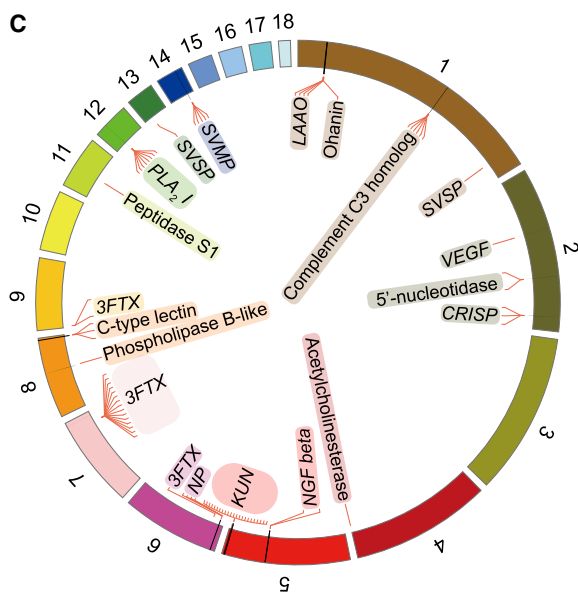 C
1
2
3
4
5
6
7
8
9
10
11
12
13
14
15
16
17
18
LAAO
Ohanin
Complement C3 homolog
SVSP
VEGF
5’-nucleotidase
CRISP
Acetylcholinesterase
NGF beta
KUN
NP
3FTX
3FTX
Phospholipase B-like
C-type lectin
3FTX
Peptidase S1
PLA2 I
SVSP
SVMP